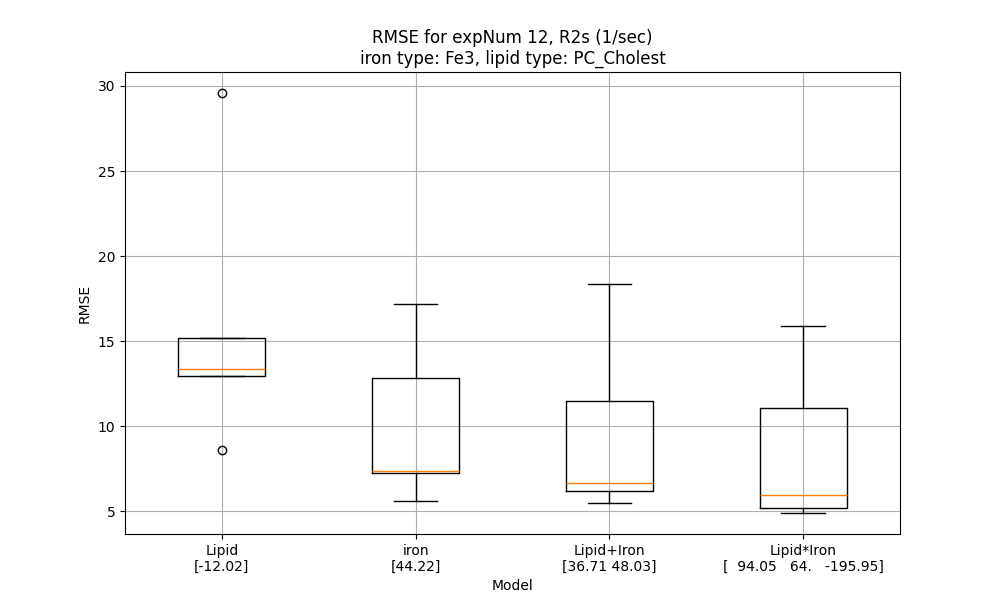 RMSE for expNum 12, R2s (1/sec)
iron type: Fe3, lipid type: PC_Cholest
30
25
20
15
10
5
RMSE
Lipid
[-12.02]
iron
[44.22]
Lipid+Iron
[36.71 48.03]
Lipid*Iron
[  94.05   64.   -195.95]
Model